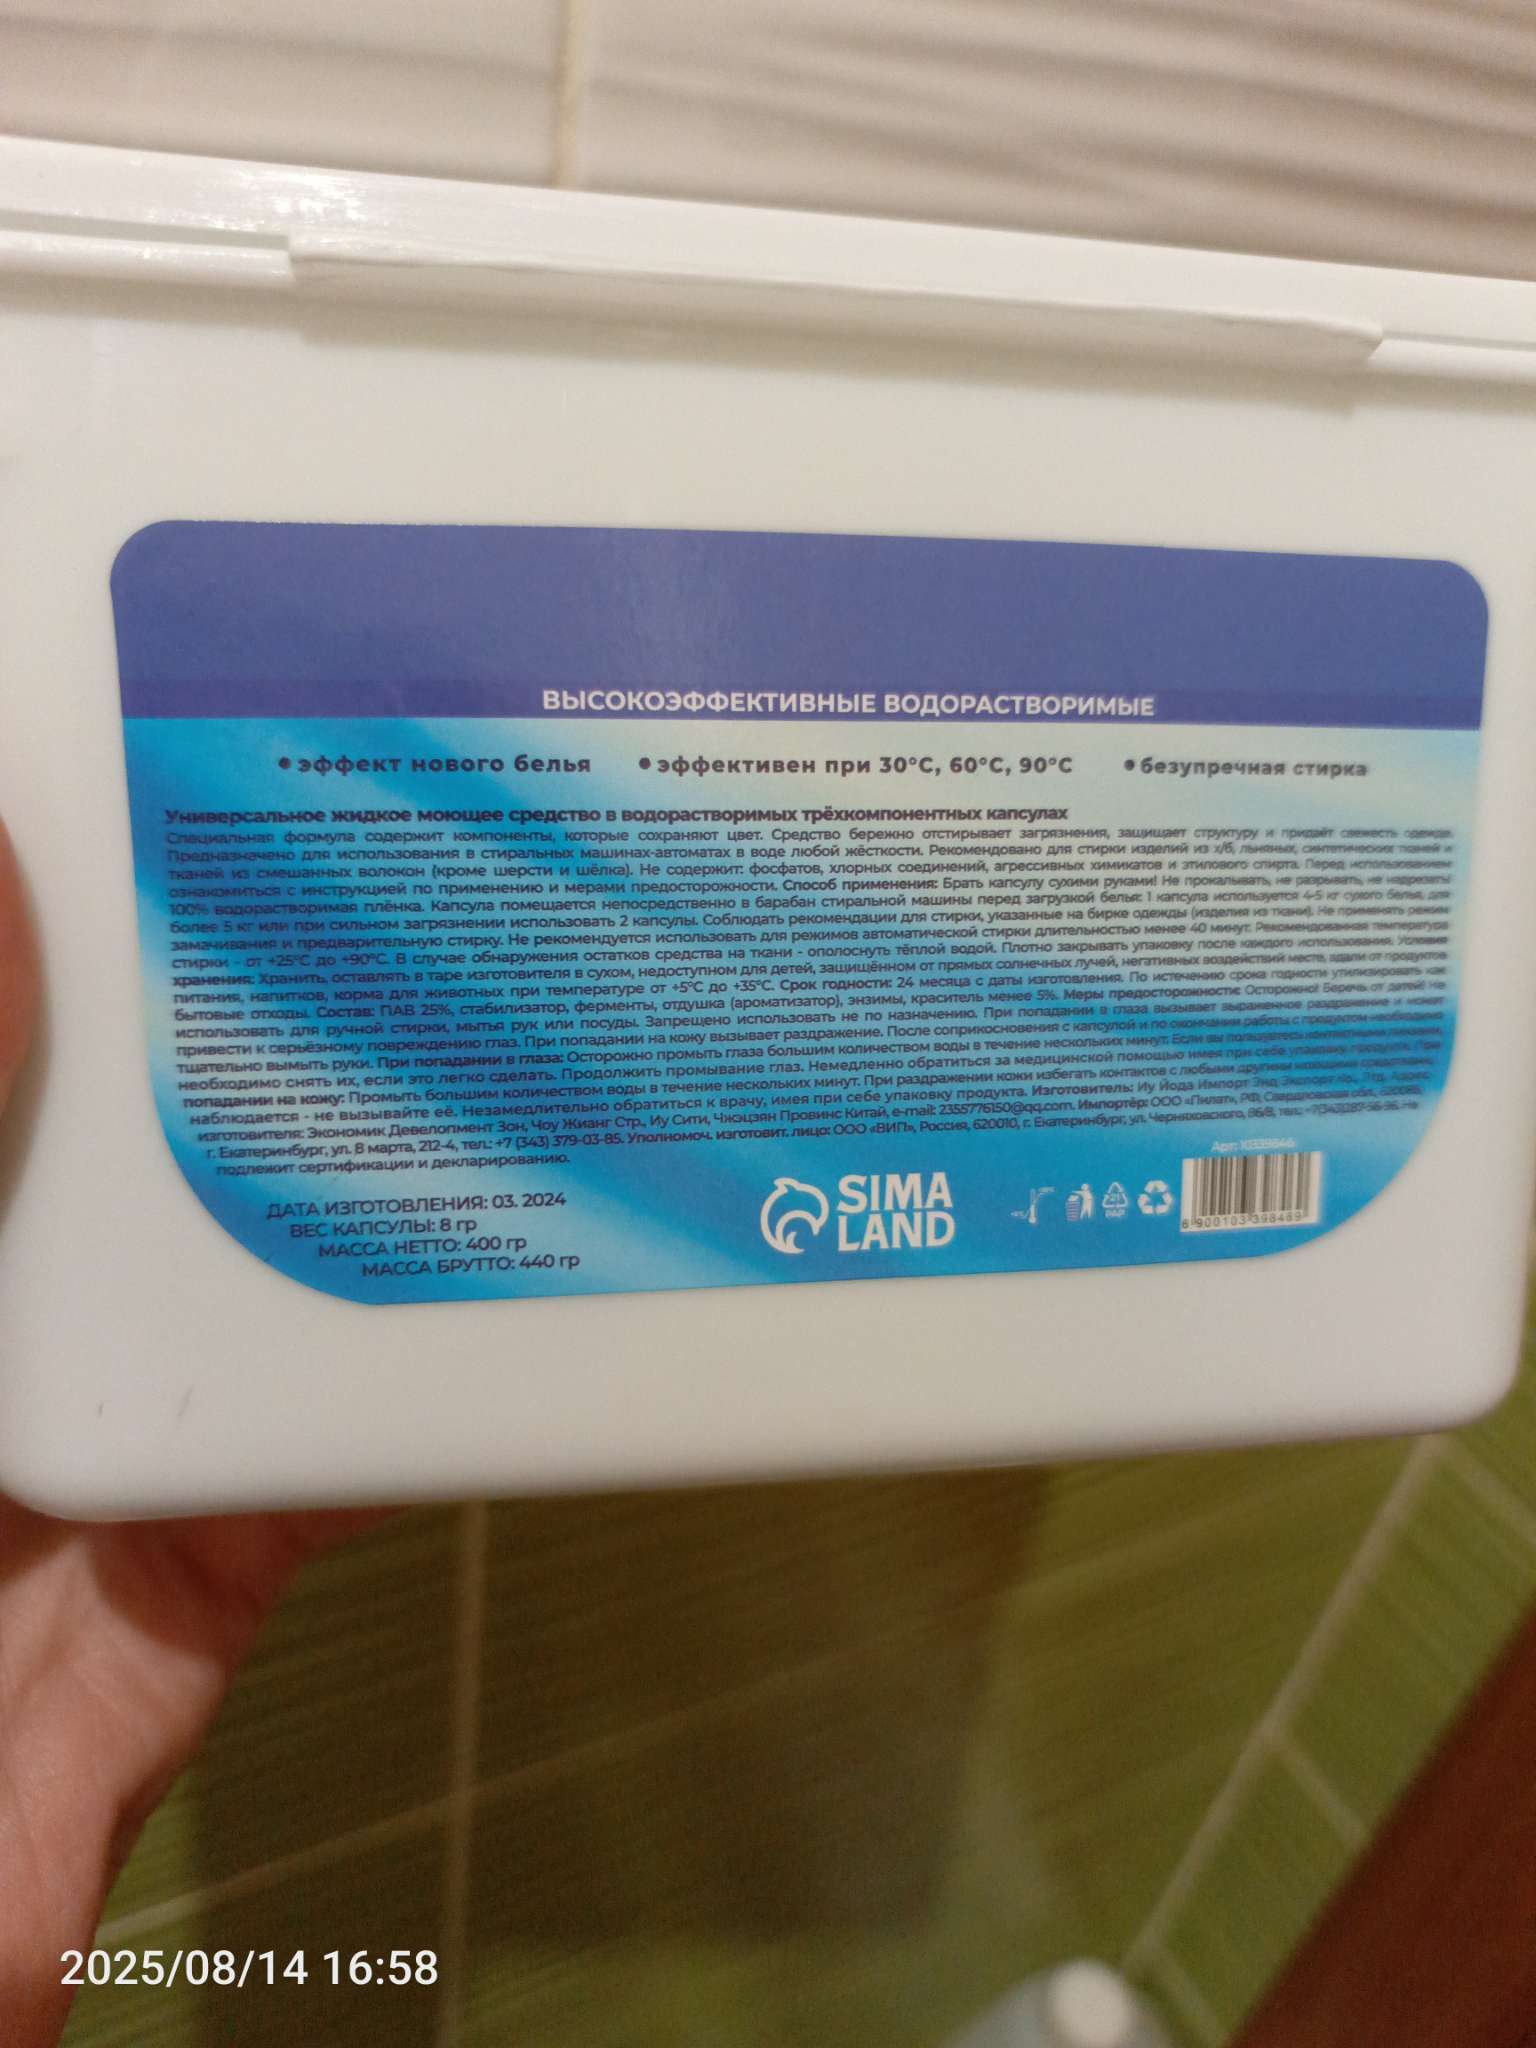 ВЫСОКОЭФФЕКТИВНЫЕ ВОДОРАСТВОРИМЫЕ
• эффект нового белья • эффективен при 30°C, 60°C, 90°C • безупречная стирка
Универсальное жидкое моющее средство в водорастворимых трёхкомпонентных капсулах
Специальная формула содержит компоненты, которые сохраняют цвет. Средство бережно отстирывает загрязнения, защищает структуру и придаёт свежесть одежде.
Предназначено для использования в стиральных машинах-автоматах в воде любой жёсткости. Рекомендовано для стирки изделий из х/б, льняных, синтетических тканей и
тканей из смешанных волокон (кроме шерсти и шёлка). Не содержит: фосфатов, хлорных соединений, агрессивных химикатов и этилового спирта. Перед использованием
ознакомиться с инструкцией по применению и мерами предосторожности. Способ применения: Брать капсулу сухими руками! Не прокалывать, не разрывать, не надрезать
100% водорастворимая плёнка. Капсула помещается непосредственно в барабан стиральной машины перед загрузкой белья: 1 капсула используется 4-5 кг сухого белья, для
более 5 кг или при сильном загрязнении использовать 2 капсулы. Соблюдать рекомендации для стирки, указанные на бирке одежды (изделия из ткани). Не применять режим
замачивания и предварительную стирку. Не рекомендуется использовать для режимов автоматической стирки длительностью менее 40 минут. Рекомендованная температура
стирки - от +25°C до +90°C. В случае обнаружения остатков средства на ткани - ополоснуть тёплой водой. Плотно закрывать упаковку после каждого использования. Условия
хранения: Хранить, оставлять в таре изготовителя в сухом, недоступном для детей, защищённом от прямых солнечных лучей, негативных воздействий месте, вдали от продуктов
питания, напитков, корма для животных при температуре от +5°C до +35°C. Срок годности: 24 месяца с даты изготовления. По истечению срока годности утилизировать как
бытовые отходы. Состав: ПАВ 25%, стабилизатор, ферменты, отдушка (ароматизатор), энзимы, краситель менее 5%. Меры предосторожности: Осторожно! Беречь от детей! Не
использовать для ручной стирки, мытья рук или посуды. Запрещено использовать не по назначению. При попадании в глаза вызывает выраженное раздражение и может
привести к серьёзному повреждению глаз. При попадании на кожу вызывает раздражение. После соприкосновения с капсулой и по окончании работы с продуктом необходимо
тщательно вымыть руки. При попадании в глаза: Осторожно промыть глаза большим количеством воды в течение нескольких минут. Если вы пользуетесь контактными линзами,
необходимо снять их, если это легко сделать. Продолжить промывание глаз. Немедленно обратиться за медицинской помощью имея при себе упаковку продукта. При
попадании на кожу: Промыть большим количеством воды в течение нескольких минут. При раздражении кожи избегать контактов с любыми другими моющими средствами,
наблюдается - не вызывайте её. Незамедлительно обратиться к врачу, имея при себе упаковку продукта. Изготовитель: Иу Йода Импорт Энд Экспорт Ко., Лтд. Адрес
изготовителя: Экономик Девелопмент Зон, Чоу Жианг Стр., Иу Сити, Чжэцзян Провинс Китай, e-mail: 2355776150@qq.com. Импортёр: ООО «Пилат», РФ, Свердловская обл., 620085,
г. Екатеринбург, ул. 8 марта, 212-4, тел.: +7 (343) 379-03-85. Уполномоч. изготовит. лицо: ООО «ВИП», Россия, 620010, г. Екатеринбург, ул. Черняховского, 86/8, тел.: Не
подлежит сертификации и декларированию.
ДАТА ИЗГОТОВЛЕНИЯ: 03. 2024
ВЕС КАПСУЛЫ: 8 гр
МАССА НЕТТО: 400 гр
МАССА БРУТТО: 440 гр
SIMA
LAND
21
PAP
Арт:
6 900103 398489
2025/08/14 16:58